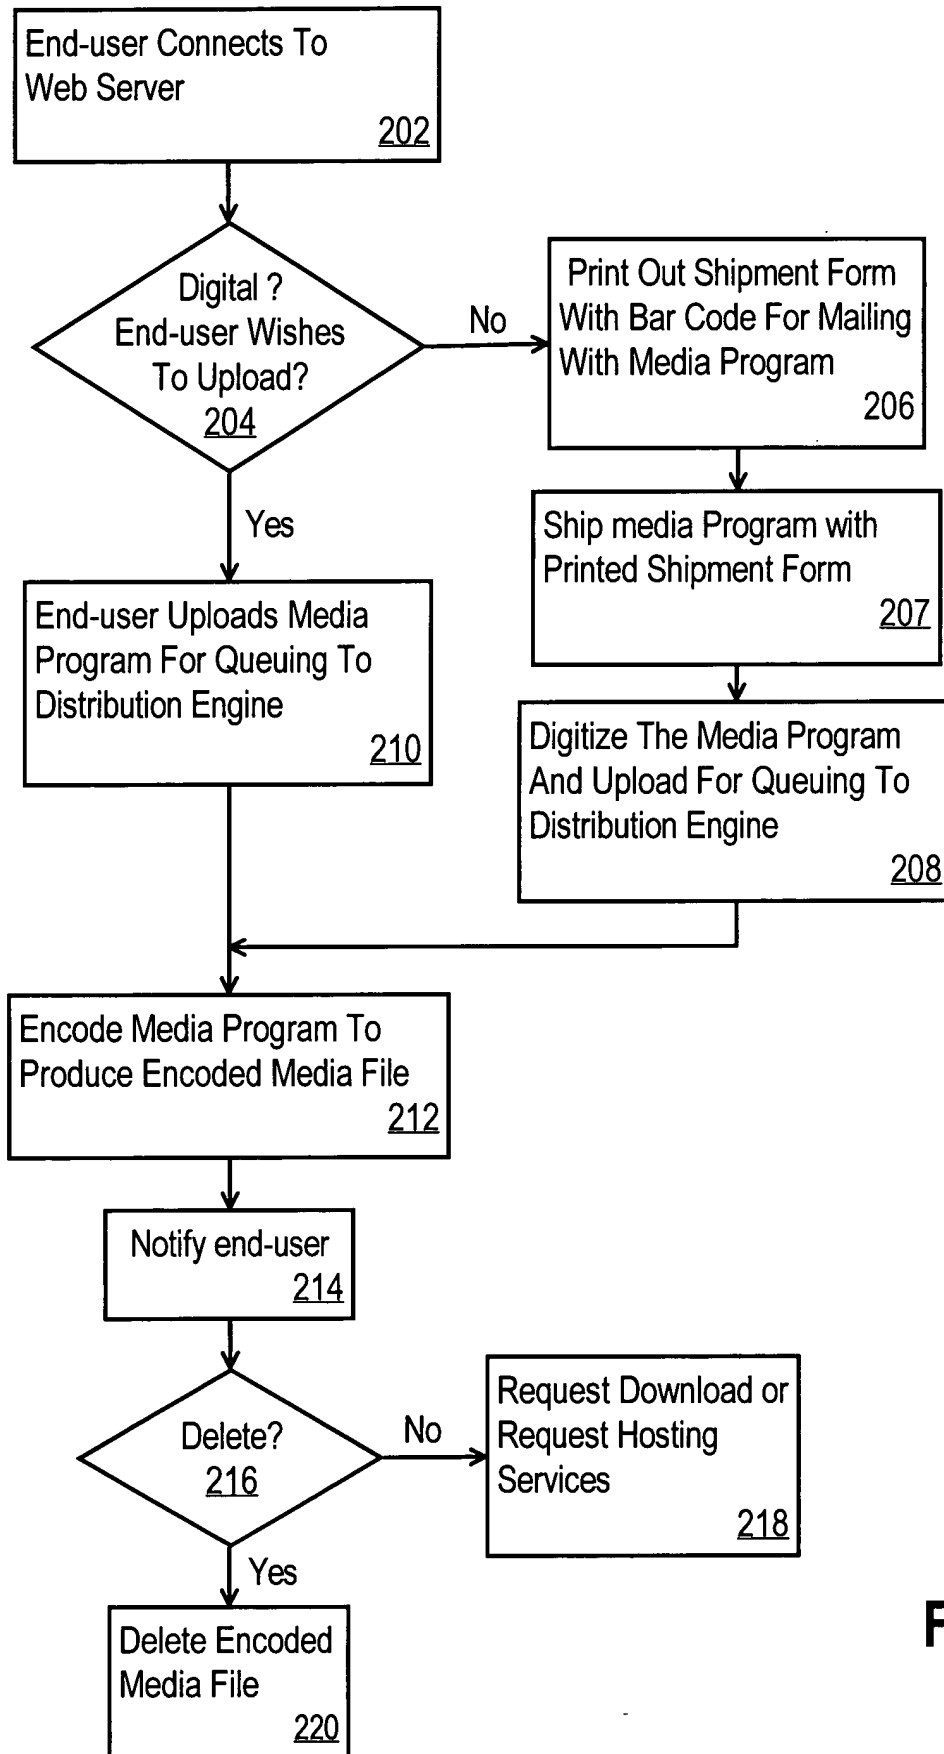 End-user Connects To
Web Server
202
Digital ?
End-user Wishes
To Upload?
204
No
Print Out Shipment Form
With Bar Code For Mailing
With Media Program
206
Ship media Program with
Printed Shipment Form
207
Digitize The Media Program
And Upload For Queuing To
Distribution Engine
208
Yes
End-user Uploads Media
Program For Queuing To
Distribution Engine
210
Encode Media Program To
Produce Encoded Media File
212
Notify end-user
214
Delete?
216
No
Request Download or
Request Hosting
Services
218
Yes
Delete Encoded
Media File
220